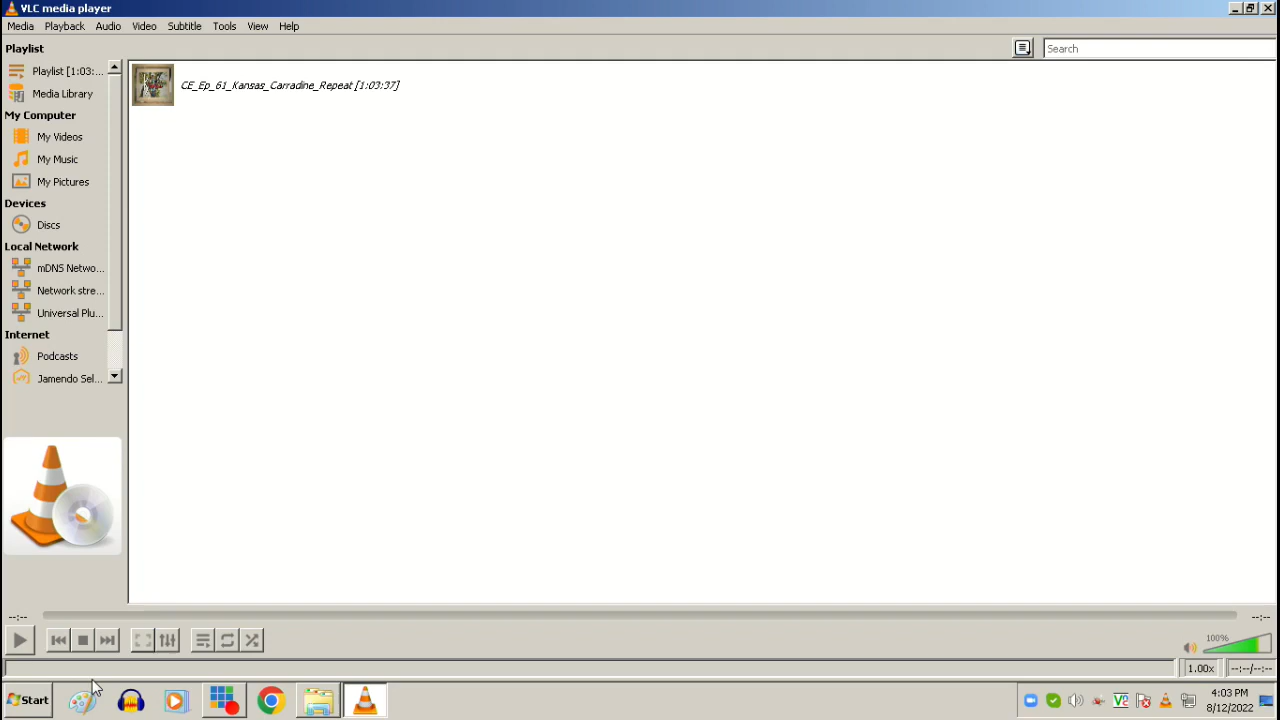 VLC media player
Media Playback Audio Video Subtitle Tools View Help
Playlist
Search
Playlist [1:03:...
Media Library
My Computer
My Videos
My Music
My Pictures
Devices
Discs
Local Network
mDNS Netwo...
Network stre...
Universal Plu...
Internet
Podcasts
Jamendo Sel...
CE_Ep_61_Kansas_Carradine_Repeat [1:03:37]
--:-- --:--
100%
1.00x --:--/--:--
Start
4:03 PM
8/12/2022